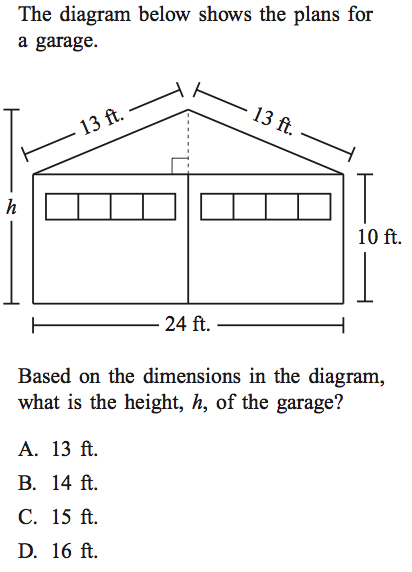 The diagram below shows the plans for
a garage.
13 ft.
13 ft.
h
10 ft.
24 ft.
Based on the dimensions in the diagram,
what is the height, h, of the garage?
A. 13 ft.
B. 14 ft.
C. 15 ft.
D. 16 ft.